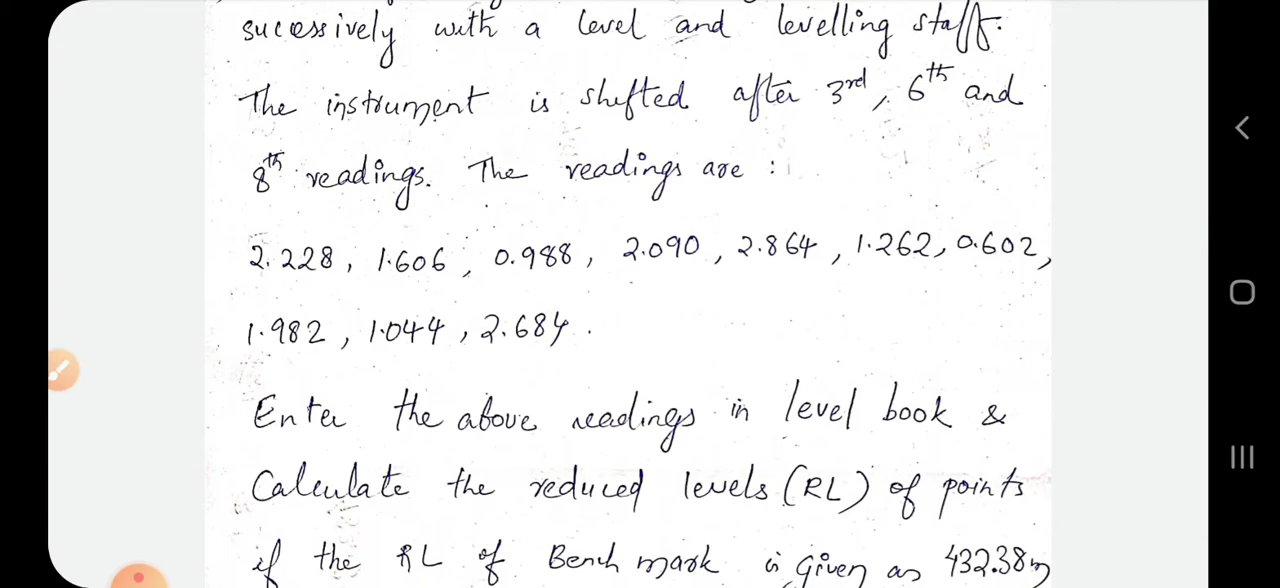 sucessively with a level and levelling staff.
The instrument is shifted after 3rd, 6th and
8th readings. The readings are :
2.228, 1.606, 0.988, 2.090, 2.864, 1.262, 0.602,
1.982, 1.044, 2.684.
Enter the above readings in level book &
Calculate the reduced levels (RL) of points
if the RL of Bench mark is given as 432.38m